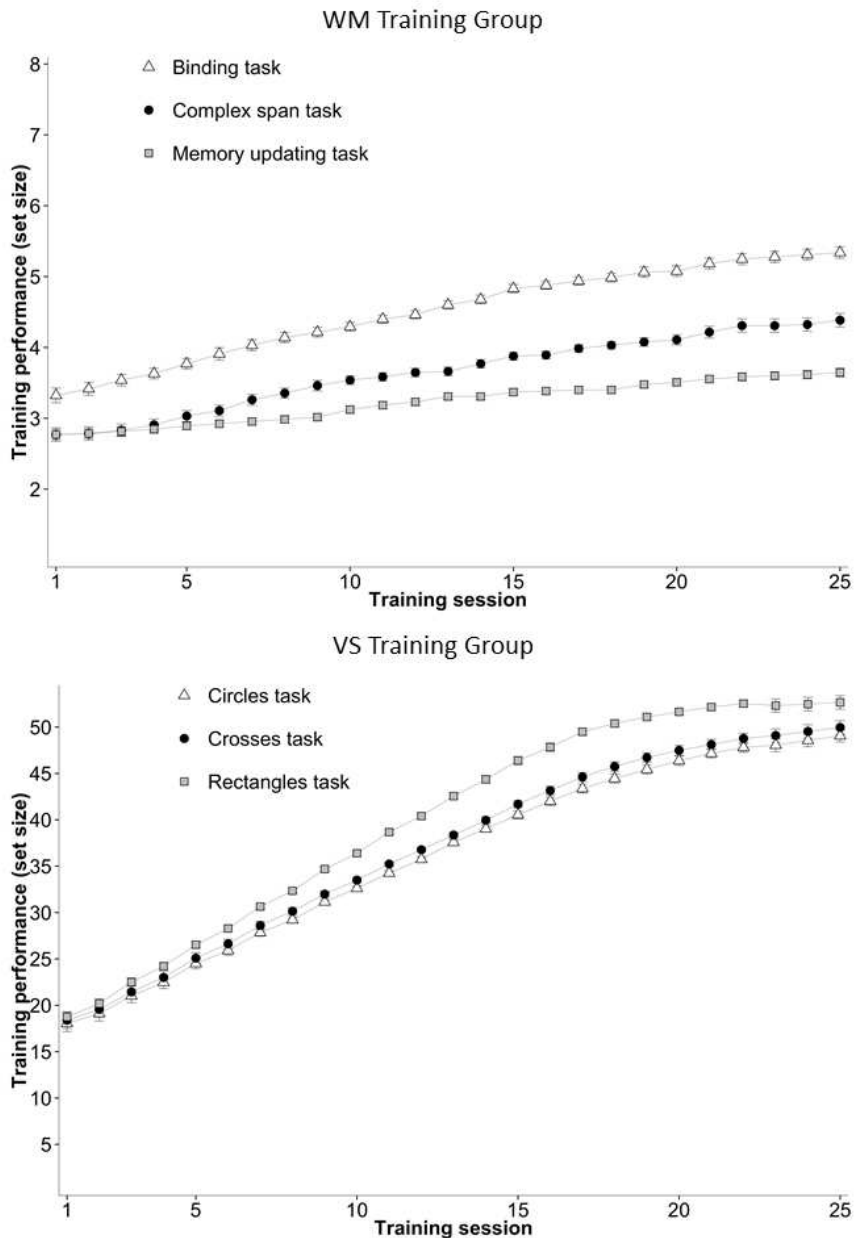 WM Training Group
8
7
6
5
4
3
2
Training performance (set size)
Binding task
Complex span task
Memory updating task
1 5 10 15 20 25
Training session
VS Training Group
50
45
40
35
30
25
20
15
10
5
Training performance (set size)
Circles task
Crosses task
Rectangles task
1 5 10 15 20 25
Training session